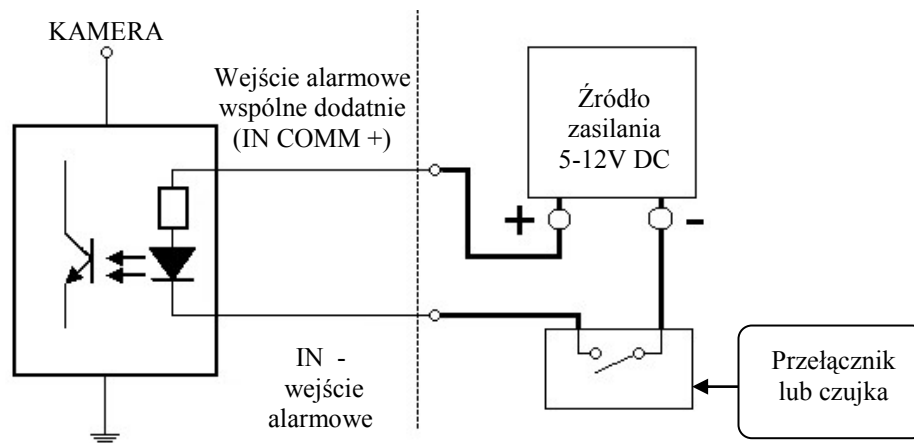 KAMERA
Wejście alarmowe
wspólne dodatnie
(IN COMM +)
Źródło
zasilania
5-12V DC
+
-
IN -
wejście
alarmowe
Przełącznik
lub czujka